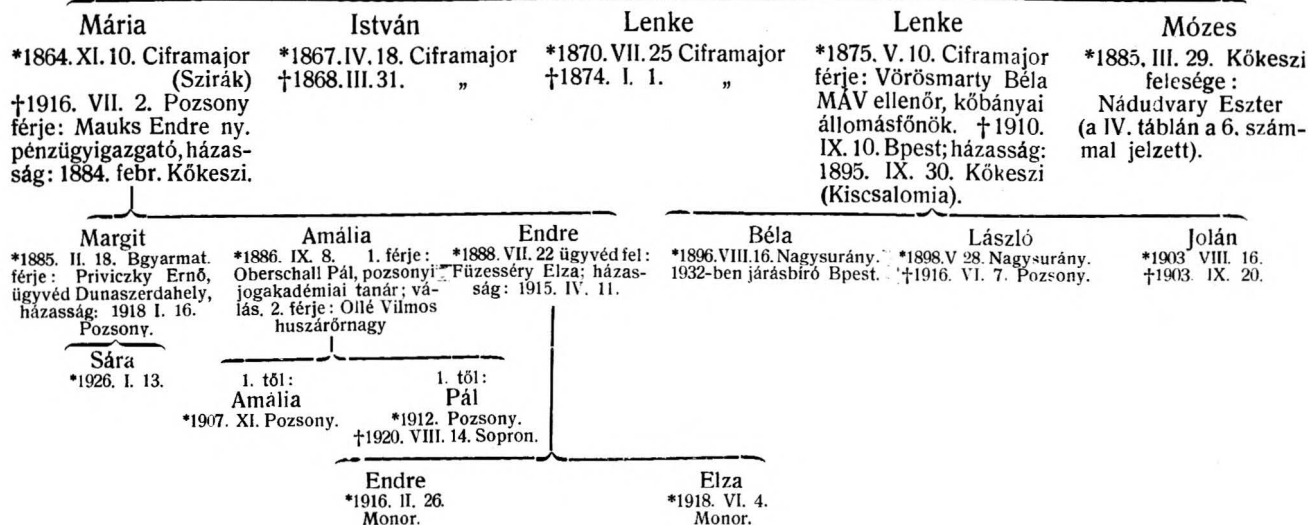 Mária
*1864. XI. 10. Ciframajor
(Szirák)
†1916. VII. 2. Pozsony
férje: Mauks Endre ny.
pénzügyigazgató, házas-
ság: 1884. febr. Kőkeszi.
István
*1867. IV. 18. Ciframajor
†1868. III. 31. „
Lenke
*1870. VII. 25 Ciframajor
†1874. I. 1. „
Lenke
*1875. V. 10. Ciframajor
férje: Vörösmarty Béla
MÁV ellenőr, kőbányai
állomásfőnök. †1910.
IX. 10. Bpest; házasság:
1895. IX. 30. Kőkeszi
(Kiscsalomia).
Mózes
*1885. III. 29. Kőkeszi
felesége:
Nádudvary Eszter
(a IV. táblán a 6. szám-
mal jelzett).
Margit
*1885. II. 18. Bgyarmat.
férje: Priviczky Ernő,
ügyvéd Dunaszerdahely,
házasság: 1918 I. 16.
Pozsony.
Amália
*1886. IX. 8. 1. férje:
Oberschall Pál, pozsonyi
jogakadémiai tanár; vá-
lás. 2. férje: Ollé Vilmos
huszárőrnagy
Endre
*1888. VII. 22 ügyvéd fel:
Füzesséry Elza; házas-
ság: 1915. IV. 11.
Béla
*1896. VIII. 16. Nagysurány.
1932-ben járásbíró Bpest.
László
*1898. V 28. Nagysurány.
†1916. VI. 7. Pozsony.
Jolán
*1903 VIII. 16.
†1903 IX. 20.
Sára
*1926. I. 13.
1. től:
Amália
*1907. XI. Pozsony.
1. től:
Pál
*1912. Pozsony.
†1920. VIII. 14. Sopron.
Endre
*1916. II. 26.
Monor.
Elza
*1918. VI. 4.
Monor.